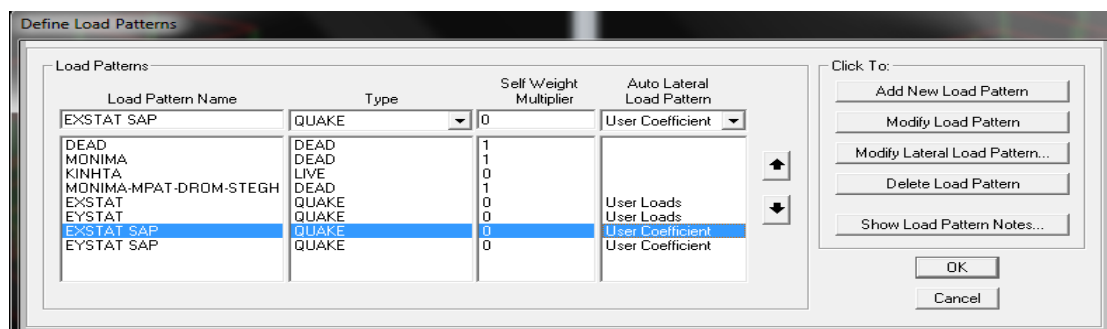 Define Load Patterns
Load Patterns
Load Pattern Name Type Self Weight Multiplier Auto Lateral Load Pattern
EXSTAT SAP QUAKE 0 User Coefficient
DEAD DEAD 1
MONIMA DEAD 1
KINHTA LIVE 0
MONIMA-MPAT-DROM-STEGH DEAD 1
EXSTAT QUAKE 0 User Loads
EYSTAT QUAKE 0 User Loads
EXSTAT SAP QUAKE 0 User Coefficient
EYSTAT SAP QUAKE 0 User Coefficient
Click To:
Add New Load Pattern
Modify Load Pattern
Modify Lateral Load Pattern...
Delete Load Pattern
Show Load Pattern Notes...
OK
Cancel